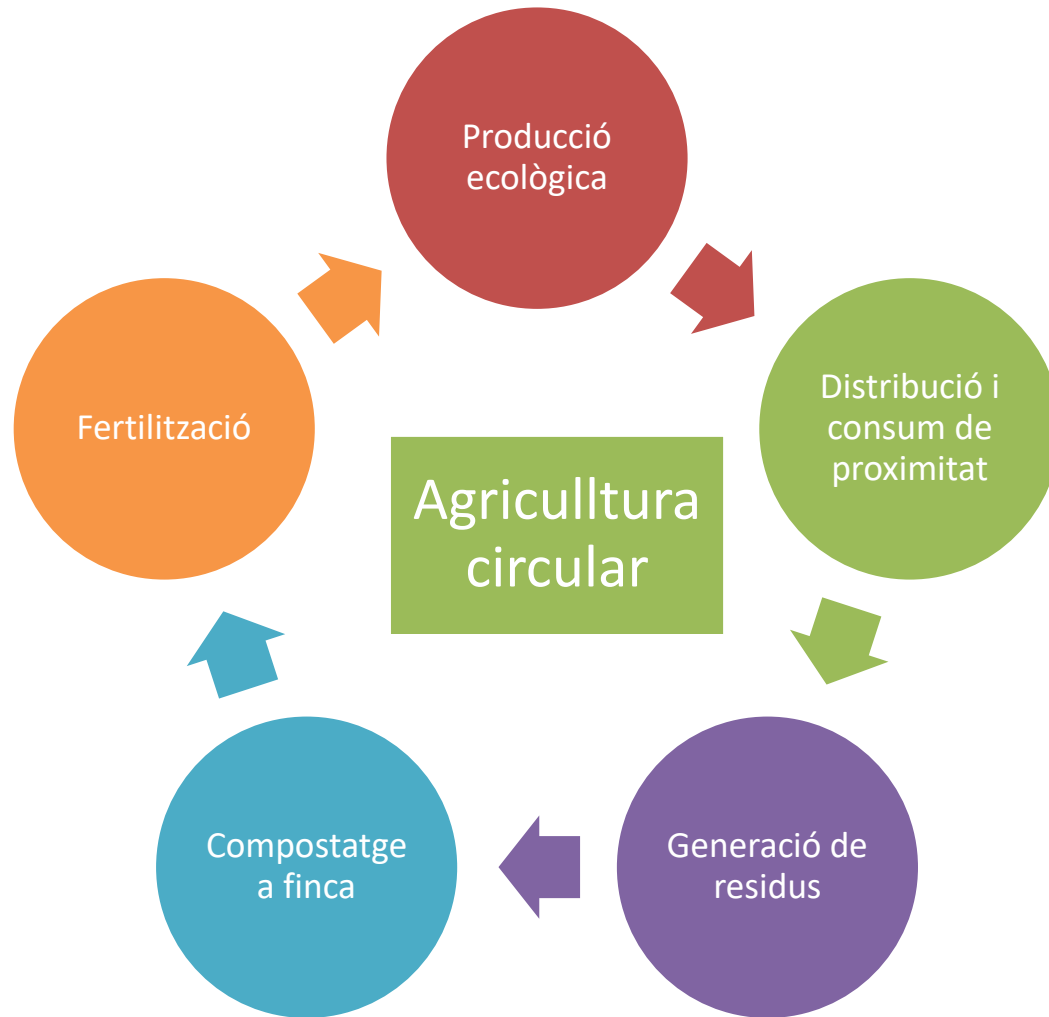 Producció
ecològica
Distribució i
consum de
proximitat
Fertilització
Agriculltura
circular
Compostatge
a finca
Generació de
residus